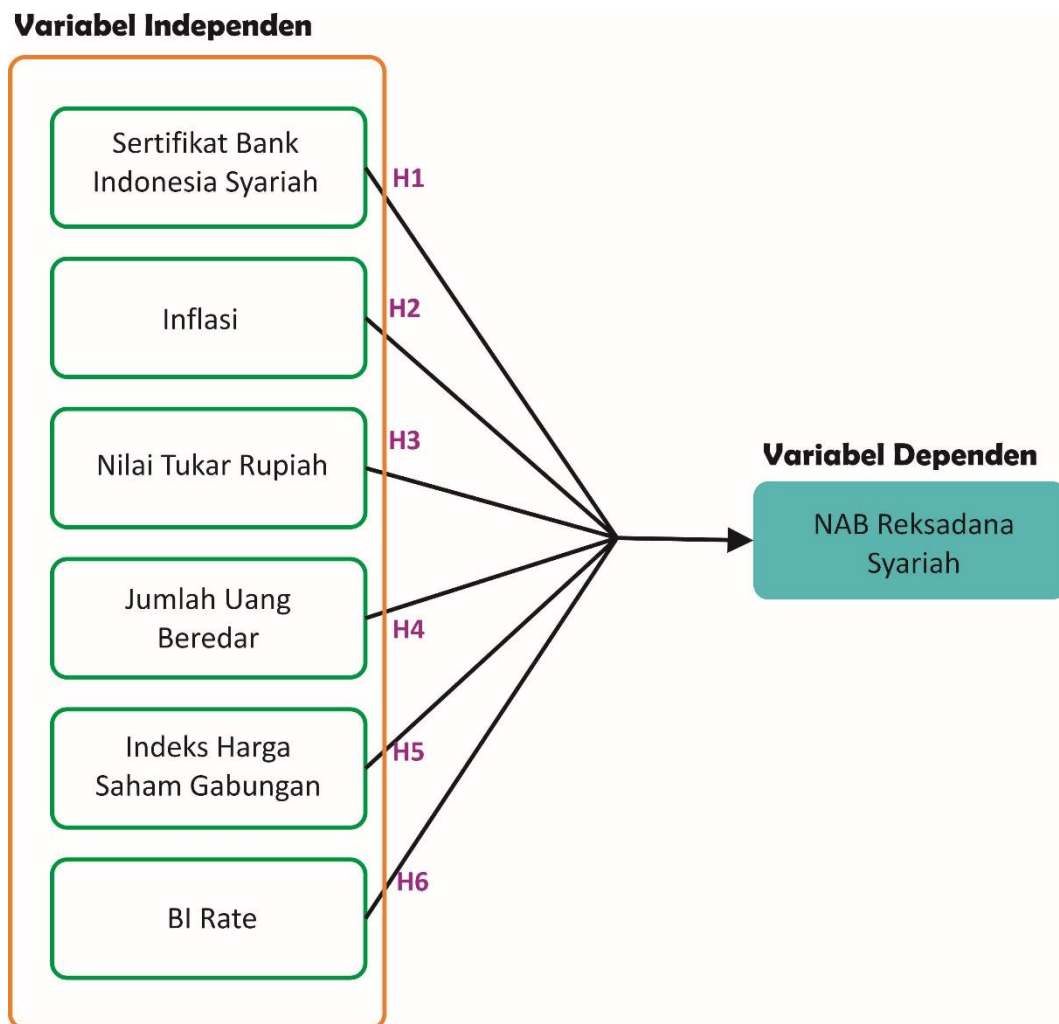 Variabel Independen
Sertifikat Bank
Indonesia Syariah
H1
Inflasi
H2
Nilai Tukar Rupiah
H3
Jumlah Uang
Beredar
H4
Indeks Harga
Saham Gabungan
H5
BI Rate
H6
Variabel Dependen
NAB Reksadana
Syariah